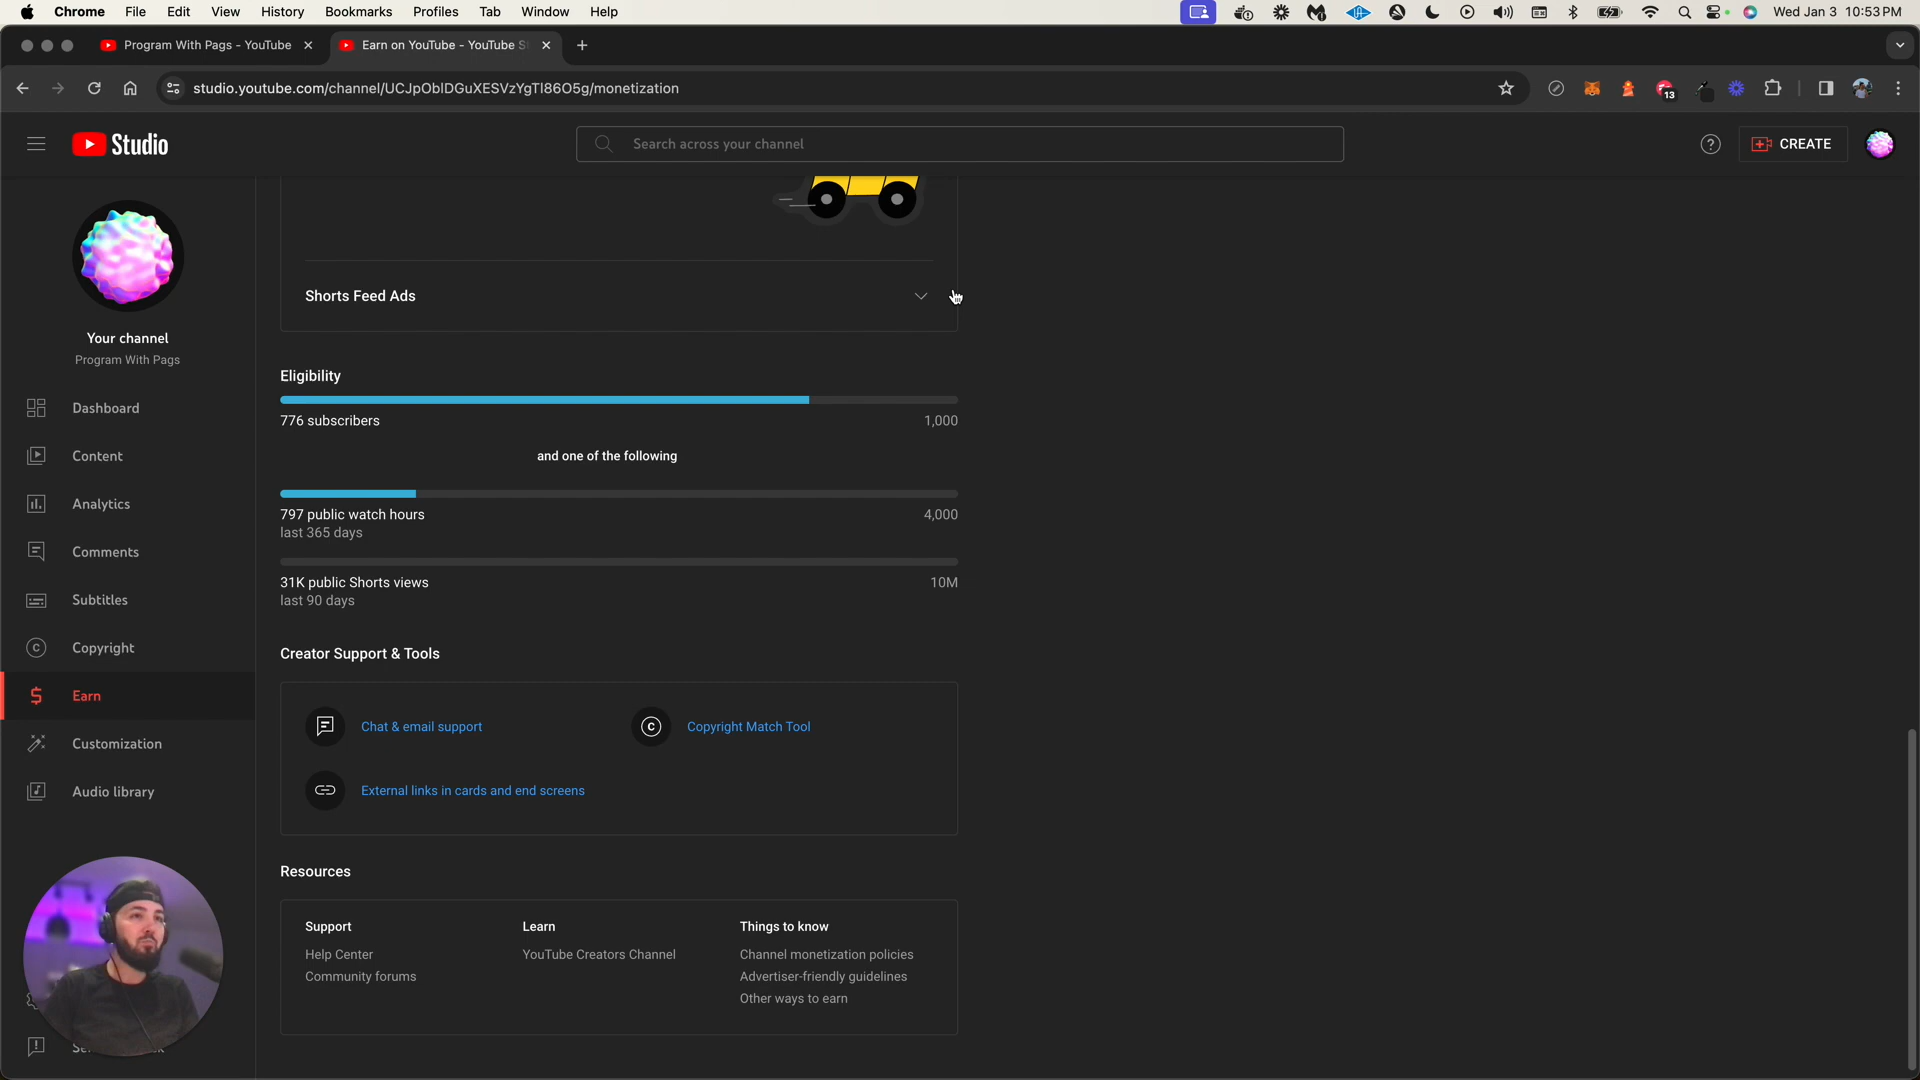 Chrome File Edit View History Bookmarks Profiles Tab Window Help
Wed Jan 3 10:53 PM
Program With Pags - YouTube
Earn on YouTube - YouTube S
studio.youtube.com/channel/UCJpOblDGuXESVzYgTl86O5g/monetization
13
Studio
Search across your channel
CREATE
Your channel
Program With Pags
Dashboard
Content
Analytics
Comments
Subtitles
Copyright
Earn
Customization
Audio library
Shorts Feed Ads
Eligibility
776 subscribers 1,000
and one of the following
797 public watch hours 4,000
last 365 days
31K public Shorts views 10M
last 90 days
Creator Support & Tools
Chat & email support
Copyright Match Tool
External links in cards and end screens
Resources
Support
Help Center
Community forums
Learn
YouTube Creators Channel
Things to know
Channel monetization policies
Advertiser-friendly guidelines
Other ways to earn